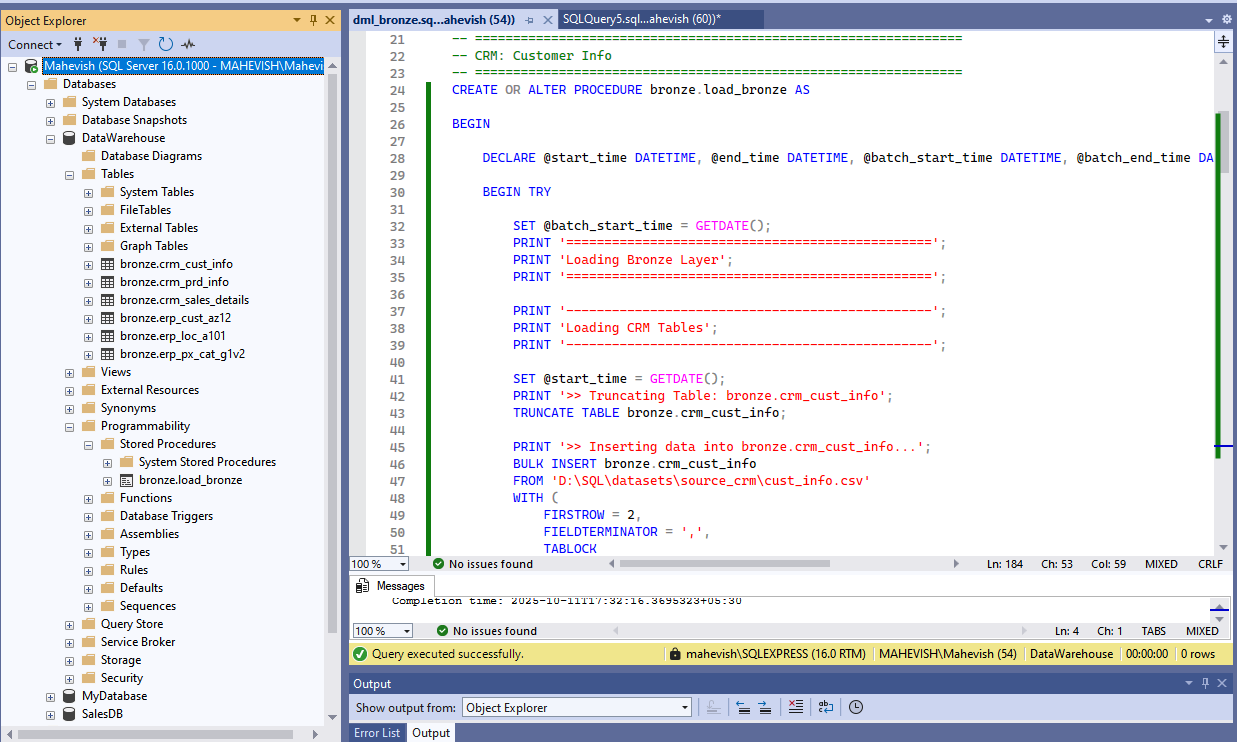 Object Explorer
Connect
Mahevish (SQL Server 16.0.1000 - MAHEVISH\Mahevi
Databases
System Databases
Database Snapshots
DataWarehouse
Database Diagrams
Tables
System Tables
FileTables
External Tables
Graph Tables
bronze.crm_cust_info
bronze.crm_prd_info
bronze.crm_sales_details
bronze.erp_cust_az12
bronze.erp_loc_a101
bronze.erp_px_cat_g1v2
Views
External Resources
Synonyms
Programmability
Stored Procedures
System Stored Procedures
bronze.load_bronze
Functions
Database Triggers
Assemblies
Types
Rules
Defaults
Sequences
Query Store
Service Broker
Storage
Security
MyDatabase
SalesDB
dml_bronze.sq...ahevish (54)) SQLQuery5.sql...ahevish (60))*
21 -- ================================================================
22 -- CRM: Customer Info
23 -- ================================================================
24 CREATE OR ALTER PROCEDURE bronze.load_bronze AS
25
26 BEGIN
27
28 DECLARE @start_time DATETIME, @end_time DATETIME, @batch_start_time DATETIME, @batch_end_time DA
29
30 BEGIN TRY
31
32 SET @batch_start_time = GETDATE();
33 PRINT '================================================';
34 PRINT 'Loading Bronze Layer';
35 PRINT '================================================';
36
37 PRINT '------------------------------------------------';
38 PRINT 'Loading CRM Tables';
39 PRINT '------------------------------------------------';
40
41 SET @start_time = GETDATE();
42 PRINT '>> Truncating Table: bronze.crm_cust_info';
43 TRUNCATE TABLE bronze.crm_cust_info;
44
45 PRINT '>> Inserting data into bronze.crm_cust_info...';
46 BULK INSERT bronze.crm_cust_info
47 FROM 'D:\SQL\datasets\source_crm\cust_info.csv'
48 WITH (
49 FIRSTROW = 2,
50 FIELDTERMINATOR = ',',
51 TABLOCK
100 % No issues found Ln: 184 Ch: 53 Col: 59 MIXED CRLF
Messages
Completion time: 2025-10-11T17:32:16.3695323+05:30
100 % No issues found Ln: 4 Ch: 1 TABS MIXED
Query executed successfully. mahevish\SQLEXPRESS (16.0 RTM) MAHEVISH\Mahevish (54) DataWarehouse 00:00:00 0 rows
Output
Show output from: Object Explorer
Error List Output